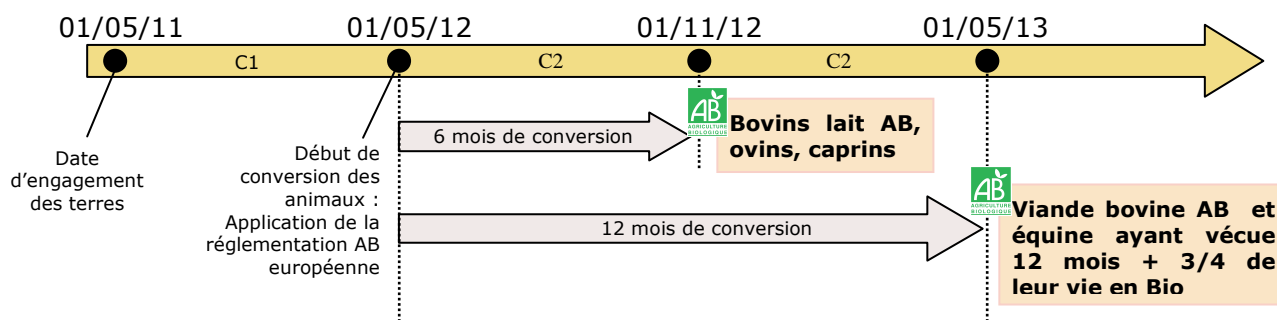 01/05/11
01/05/12
01/11/12
01/05/13
C1
C2
C2
Date
d'engagement
des terres
Début de
conversion des
animaux :
Application de la
réglementation AB
européenne
6 mois de conversion
AB
AGRICULTURE
BIOLOGIQUE
Bovins lait AB,
ovins, caprins
12 mois de conversion
AB
AGRICULTURE
BIOLOGIQUE
Viande bovine AB et
équine ayant vécue
12 mois + 3/4 de
leur vie en Bio